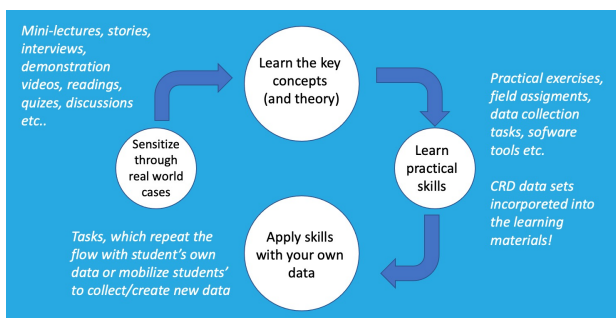 Mini-lectures, stories,
interviews,
demonstration
videos, readings,
quizes, discussions
etc..
Learn the key
concepts
(and theory)
Practical exercises,
field assigments,
data collection
tasks, sofware
tools etc.
CRD data sets
incorporeted into
the learning
materials!
Sensitize
through
real world
cases
Learn
practical
skills
Tasks, which repeat the
flow with student's own
data or mobilize students'
to collect/create new data
Apply skills
with your own
data